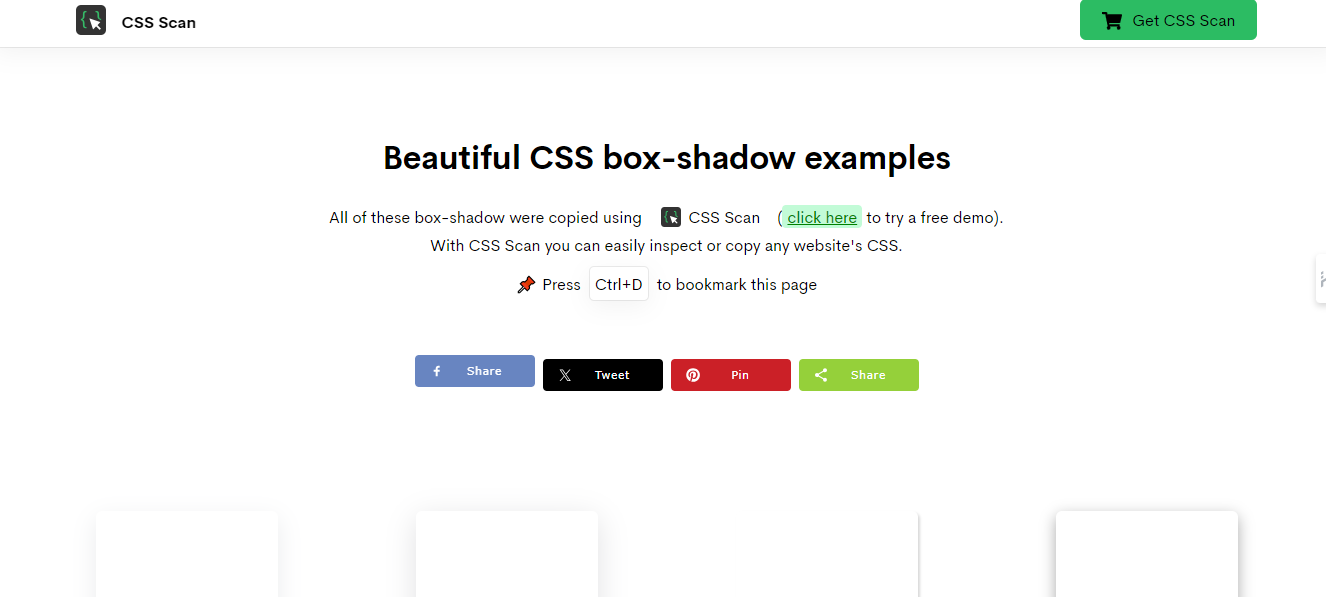 CSS Scan
Get CSS Scan
Beautiful CSS box-shadow examples
All of these box-shadow were copied using CSS Scan (click here to try a free demo).
With CSS Scan you can easily inspect or copy any website's CSS.
Press Ctrl+D to bookmark this page
Share
Tweet
Pin
Share